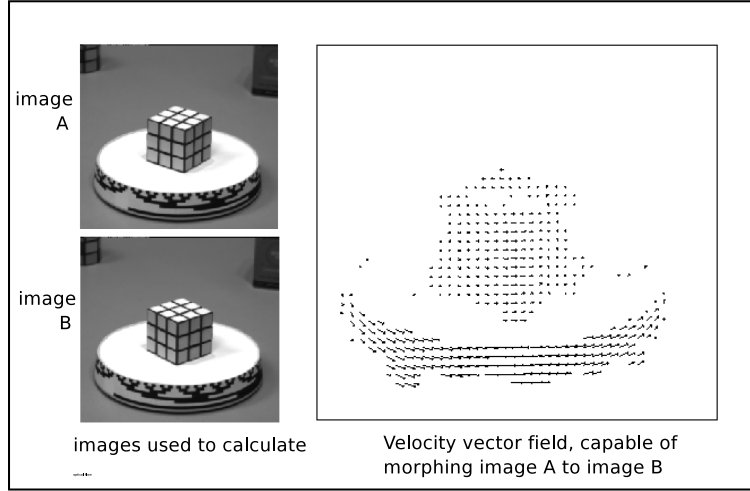 image
A
image
B
images used to calculate
Velocity vector field, capable of
morphing image A to image B